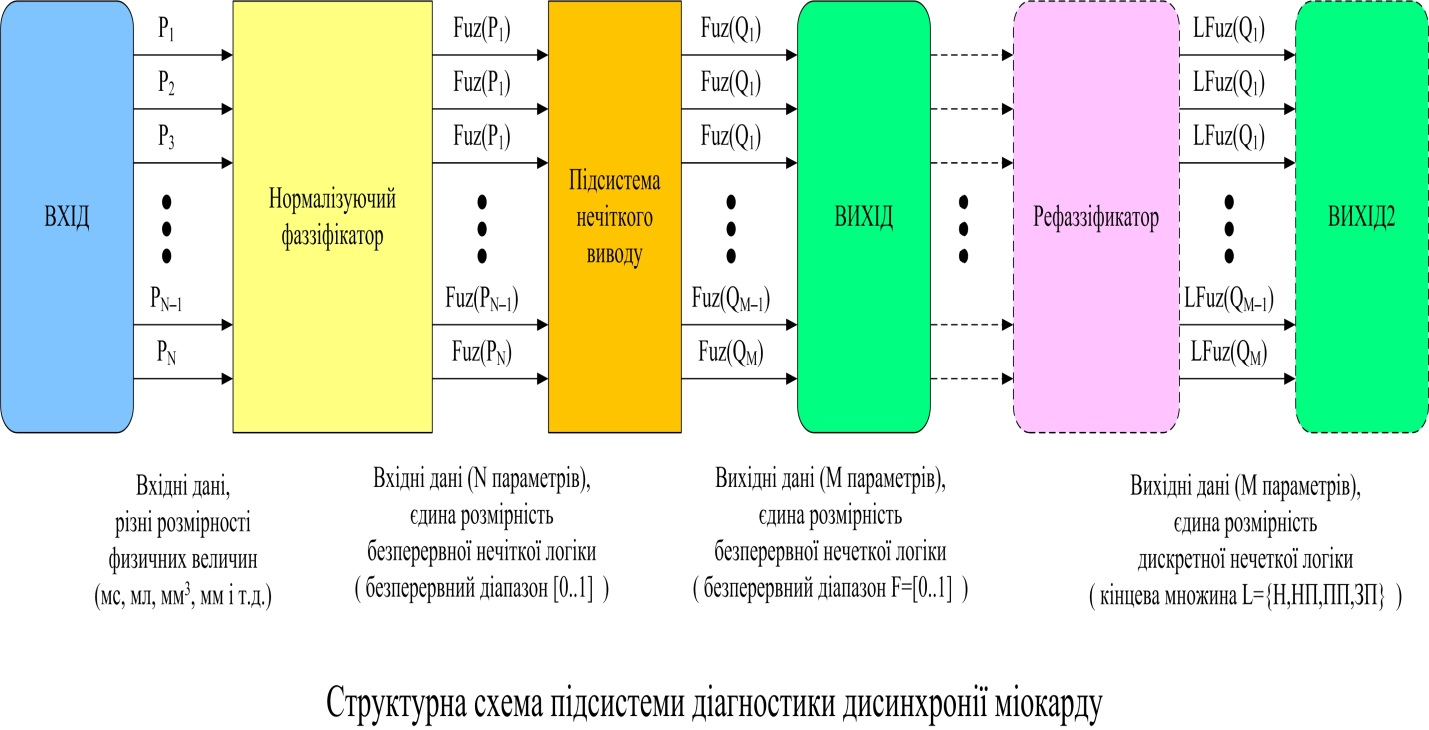 P1 Fuz(P1) Fuz(Q1) LFuz(Q1)
P2 Fuz(P1) Fuz(Q1) LFuz(Q1)
P3 Fuz(P1) Fuz(Q1) LFuz(Q1)
ВХІД
Нормалізуючий
фаззіфікатор
Підсистема
нечіткого
виводу
ВИХІД
Рефаззіфикатор
ВИХІД2
PN–1 Fuz(PN–1) Fuz(QM–1) LFuz(QM–1)
PN Fuz(PN) Fuz(QM) LFuz(QM)
Вхідні дані,
різні розмірності
физичних величин
(мс, мл, мм³, мм і т.д.)
Вхідні дані (N параметрів),
єдина розмірність
безперервної нечіткої логіки
( безперервний діапазон [0..1] )
Вихідні дані (M параметрів),
єдина розмірність
безперервної нечеткої логіки
( безперервний діапазон F=[0..1] )
Вихідні дані (M параметрів),
єдина розмірність
дискретної нечеткої логіки
( кінцева множина L={Н,НП,ПП,ЗП} )
Структурна схема підсистеми діагностики дисинхронії міокарду